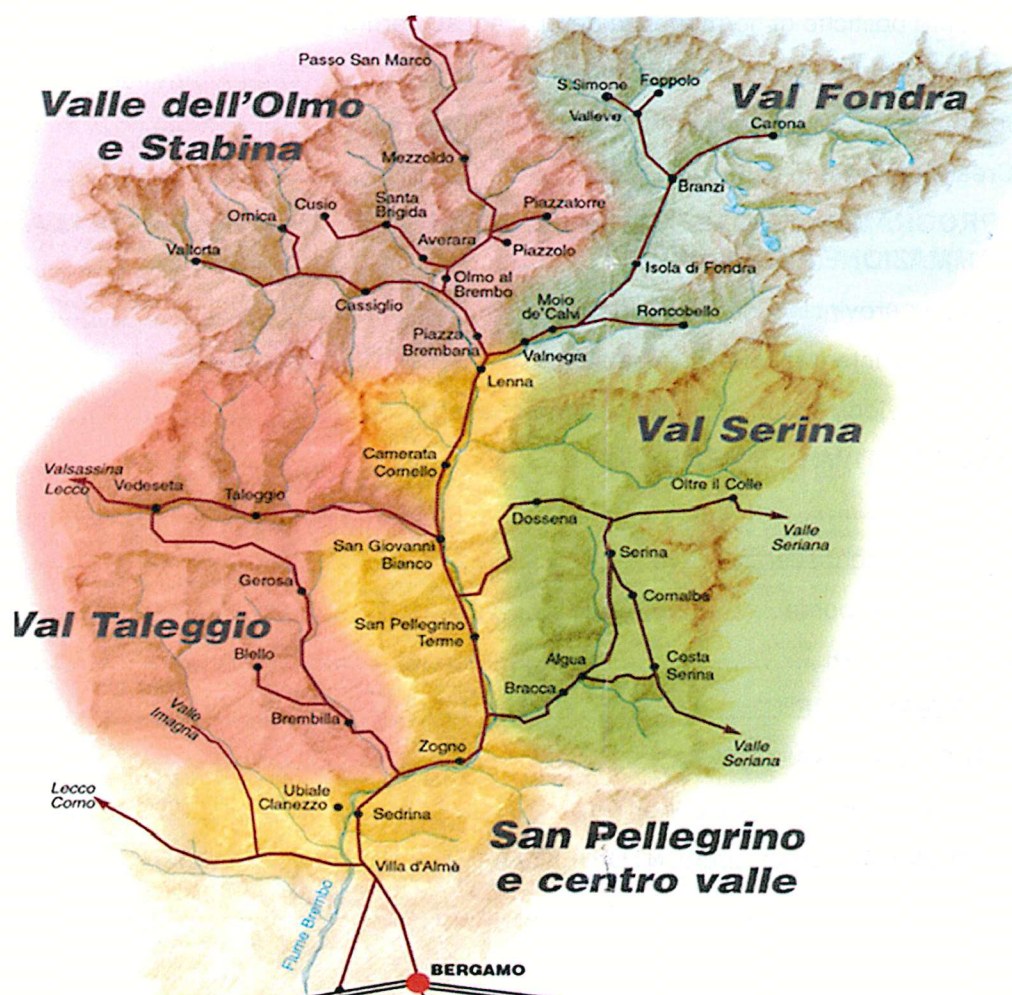 Passo San Marco
Valle dell'Olmo
e Stabina
S.Simone
Foppolo
Valleve
Val Fondra
Carona
Mezzoldo
Branzi
Cusio
Santa
Brigida
Piazzatorre
Ornica
Averara
Piazzolo
Valtorta
Olmo al
Brembo
Isola di Fondra
Cassiglio
Moio
de'Calvi
Roncobello
Piazza
Brembana
Valnegra
Lenna
Val Serina
Camerata
Cornello
Valsassina
Lecco
Vedeseta
Taleggio
Oltre il Colle
Dossena
Valle
Seriana
San Giovanni
Bianco
Serina
Gerosa
Cornalba
Val Taleggio
San Pellegrino
Terme
Blello
Algua
Costa
Serina
Bracca
Valle
Imagna
Brembilla
Valle
Seriana
Zogno
Lecco
Como
Ubiale
Clanezzo
Sedrina
San Pellegrino
e centro valle
Villa d'Almè
Fiume Brembo
BERGAMO